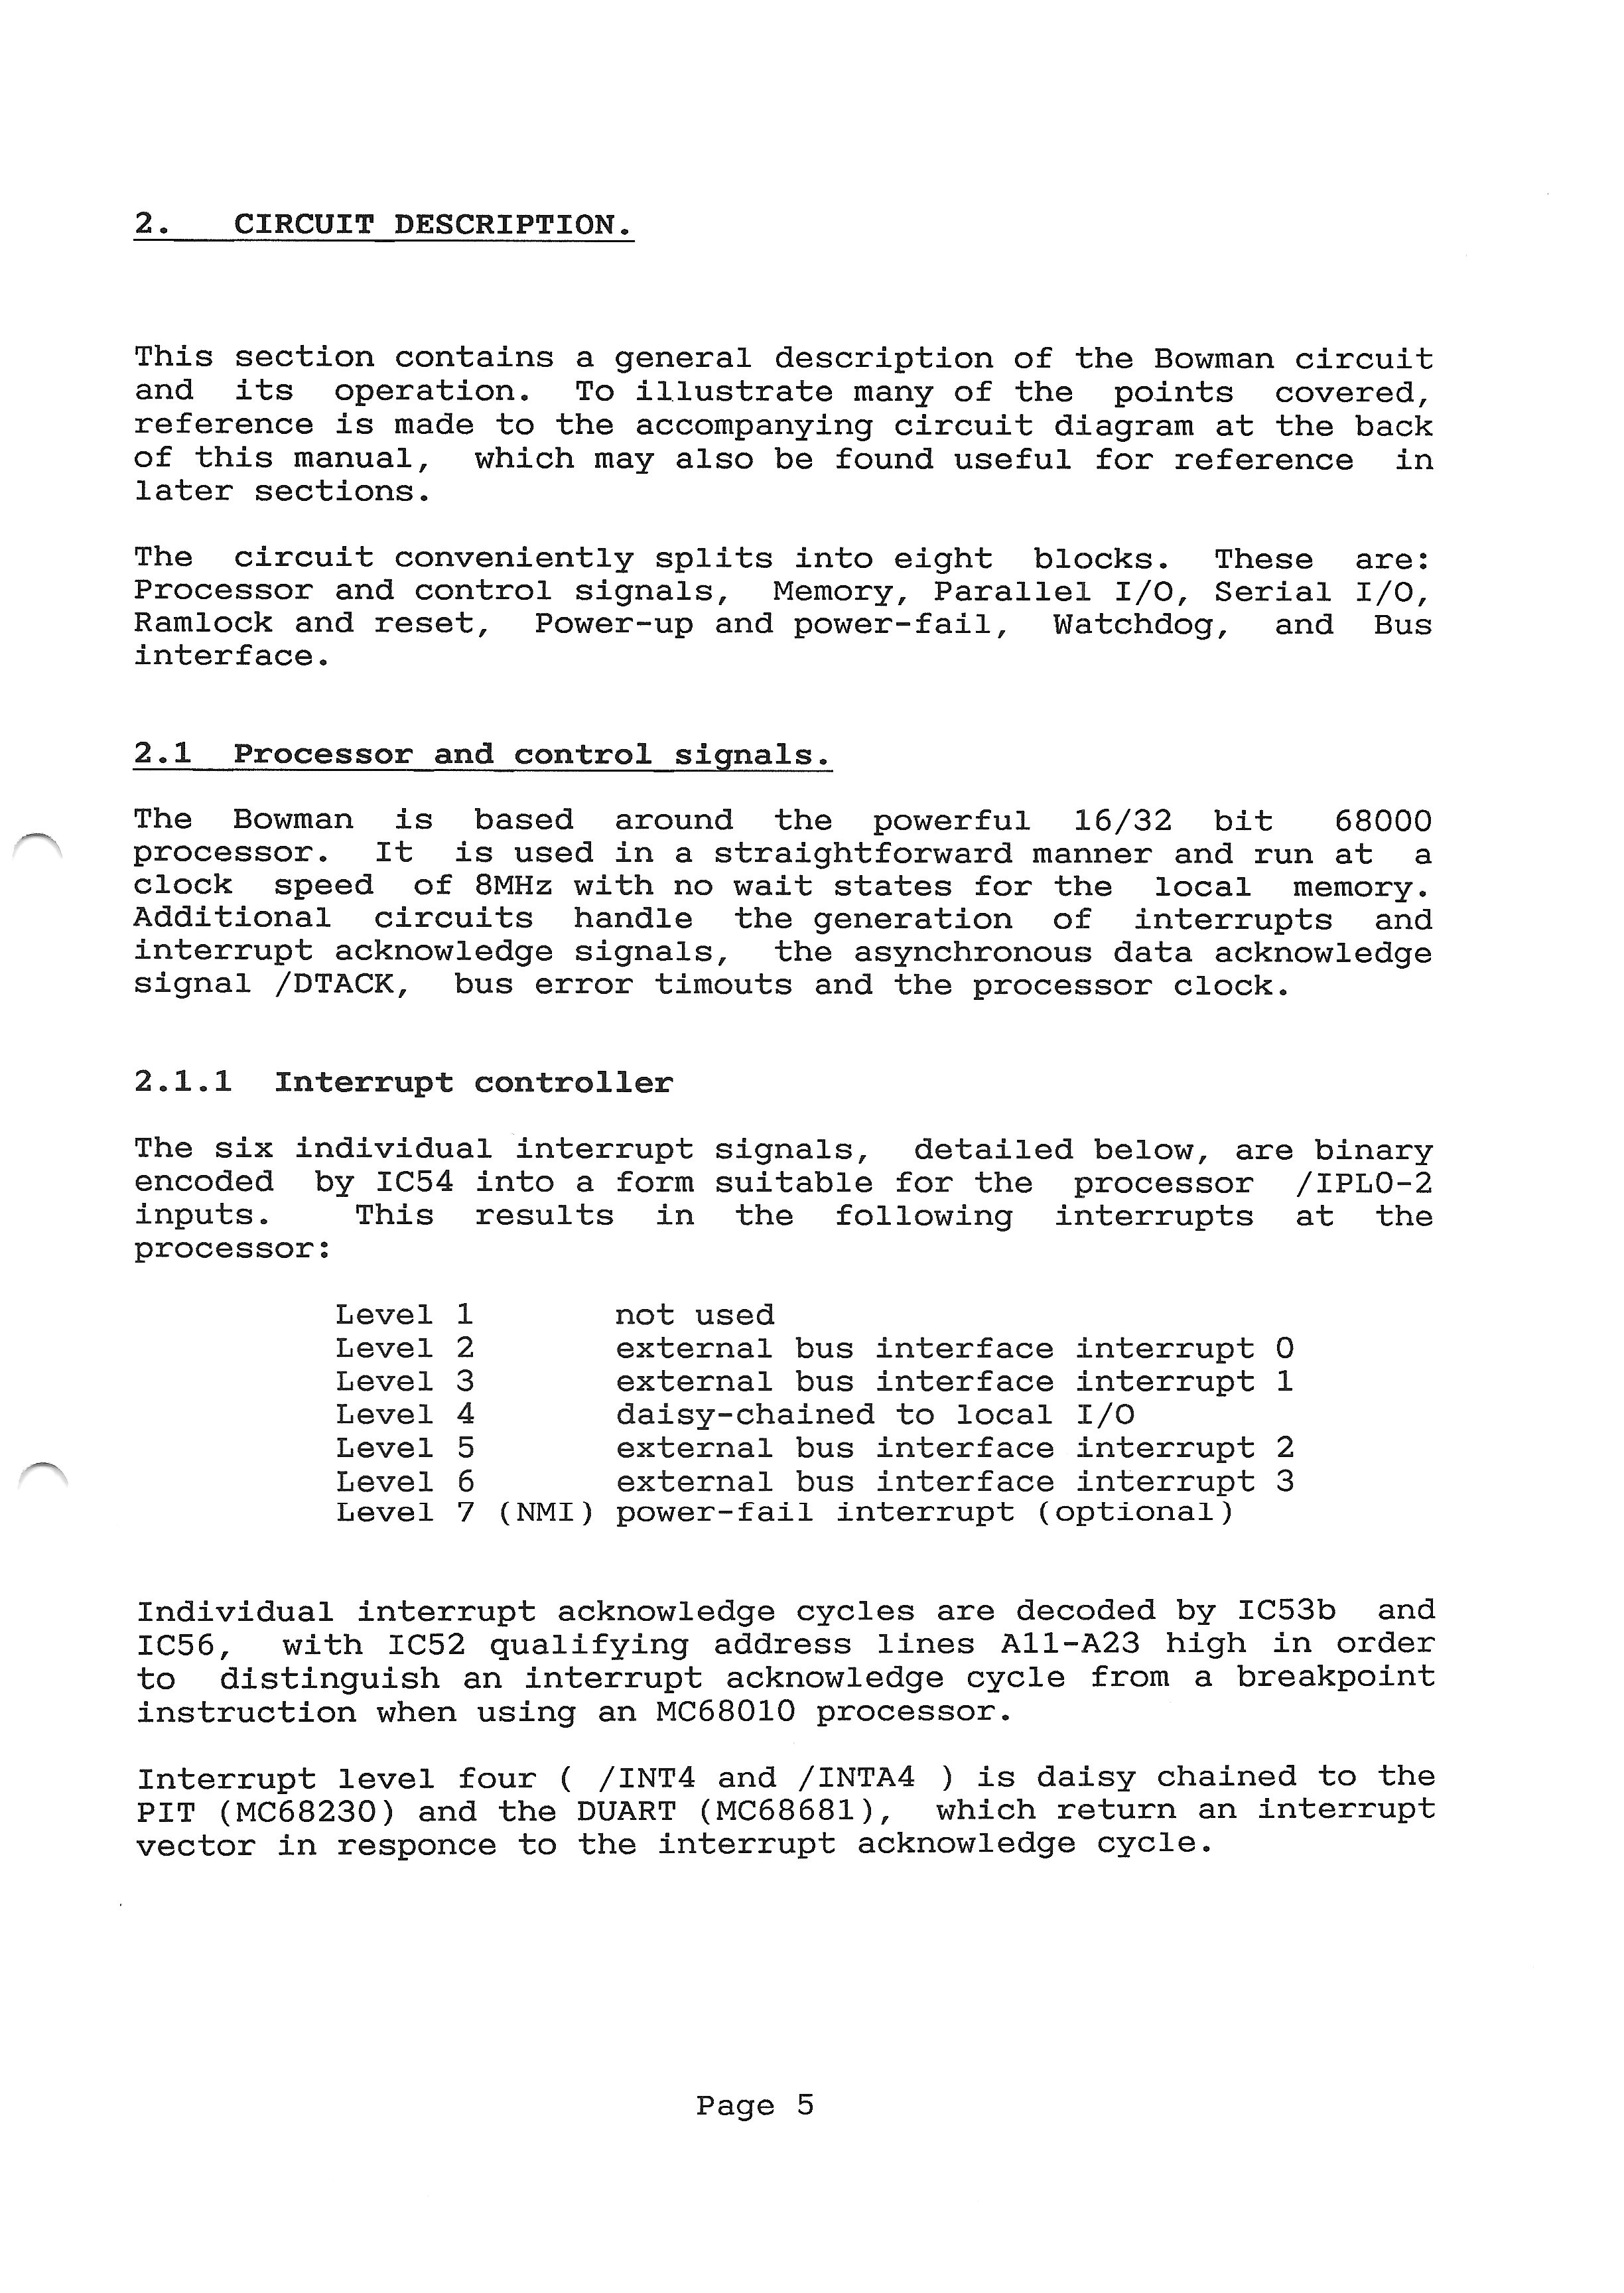 2. CIRCUIT DESCRIPTION.
This section contains a general description of the Bowman circuit
and its operation. To illustrate many of the points covered,
reference is made to the accompanying circuit diagram at the back
of this manual, which may also be found useful for reference in
later sections.
The circuit conveniently splits into eight blocks. These are:
Processor and control signals, Memory, Parallel I/O, Serial I/O,
Ramlock and reset, Power-up and power-fail, Watchdog, and Bus
interface.
2.1 Processor and control signals.
The Bowman is based around the powerful 16/32 bit 68000
processor. It is used in a straightforward manner and run at a
clock speed of 8MHz with no wait states for the local memory.
Additional circuits handle the generation of interrupts and
interrupt acknowledge signals, the asynchronous data acknowledge
signal /DTACK, bus error timouts and the processor clock.
2.1.1 Interrupt controller
The six individual interrupt signals, detailed below, are binary
encoded by IC54 into a form suitable for the processor /IPL0-2
inputs. This results in the following interrupts at the
processor:
Level 1 not used
Level 2 external bus interface interrupt 0
Level 3 external bus interface interrupt 1
Level 4 daisy-chained to local I/O
Level 5 external bus interface interrupt 2
Level 6 external bus interface interrupt 3
Level 7 (NMI) power-fail interrupt (optional)
Individual interrupt acknowledge cycles are decoded by IC53b and
IC56, with IC52 qualifying address lines A11-A23 high in order
to distinguish an interrupt acknowledge cycle from a breakpoint
instruction when using an MC68010 processor.
Interrupt level four ( /INT4 and /INTA4 ) is daisy chained to the
PIT (MC68230) and the DUART (MC68681), which return an interrupt
vector in responce to the interrupt acknowledge cycle.
Page 5